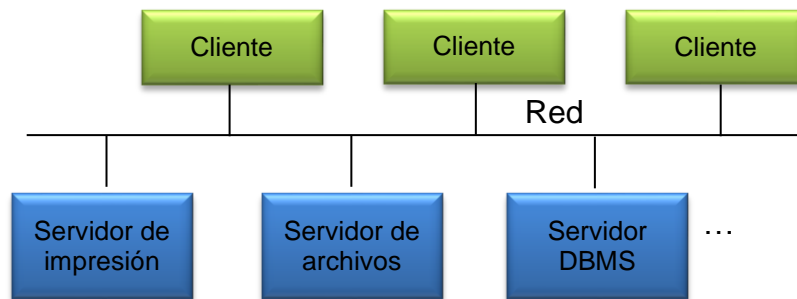 Cliente
Cliente
Cliente
Red
Servidor de
impresión
Servidor de
archivos
Servidor
DBMS
...